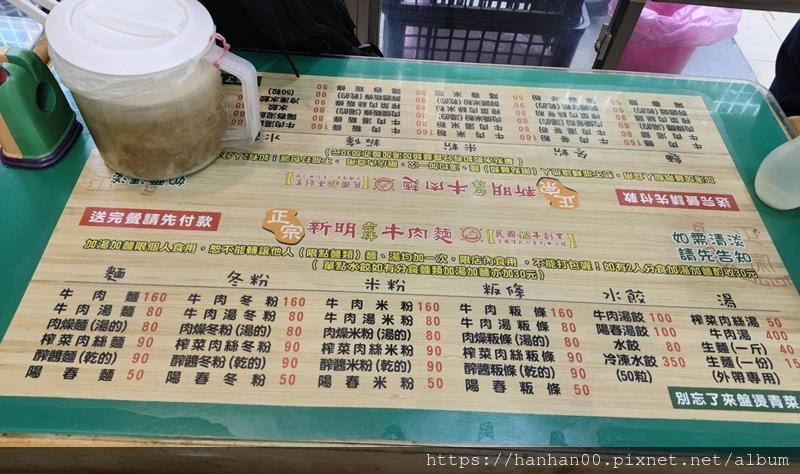 送完餐請先付款
正宗 新明 牛肉麵
民國 年創業
如需清淡
請先告知
加湯加麵限個人食用，恕不能轉讓他人（限點麵類）麵、湯均加一次，限店內食用，不能打包喔！如有2人分食加湯加麵酌收30元
（單點水餃如有分食麵類加湯加麵亦加30元）
麵
牛肉麵 160
牛肉湯麵 80
肉燥麵(湯的) 80
榨菜肉絲麵 90
醡醬麵(乾的) 90
陽春麵 50
冬粉
牛肉冬粉 160
牛肉湯冬粉 80
肉燥冬粉(湯的) 80
榨菜肉絲冬粉 90
醡醬冬粉(乾的) 90
陽春冬粉 50
米粉
牛肉米粉 160
牛肉湯米粉 80
肉燥米粉(湯的) 80
榨菜肉絲米粉 90
醡醬米粉(乾的) 90
陽春米粉 50
粄條
牛肉粄條 160
牛肉湯粄條 80
肉燥粄條(湯的) 80
榨菜肉絲粄條 90
醡醬粄條(乾的) 90
陽春粄條 50
水餃
牛肉湯餃 100
陽春湯餃 100
水餃 80
冷凍水餃 350
(50粒)
湯
榨菜肉絲湯 50
牛肉湯 400
生麵(一斤) 40
生麵(一份) 15
(外帶專用)
別忘了來盤燙青菜
https://hanhan00.pixnet.net/album